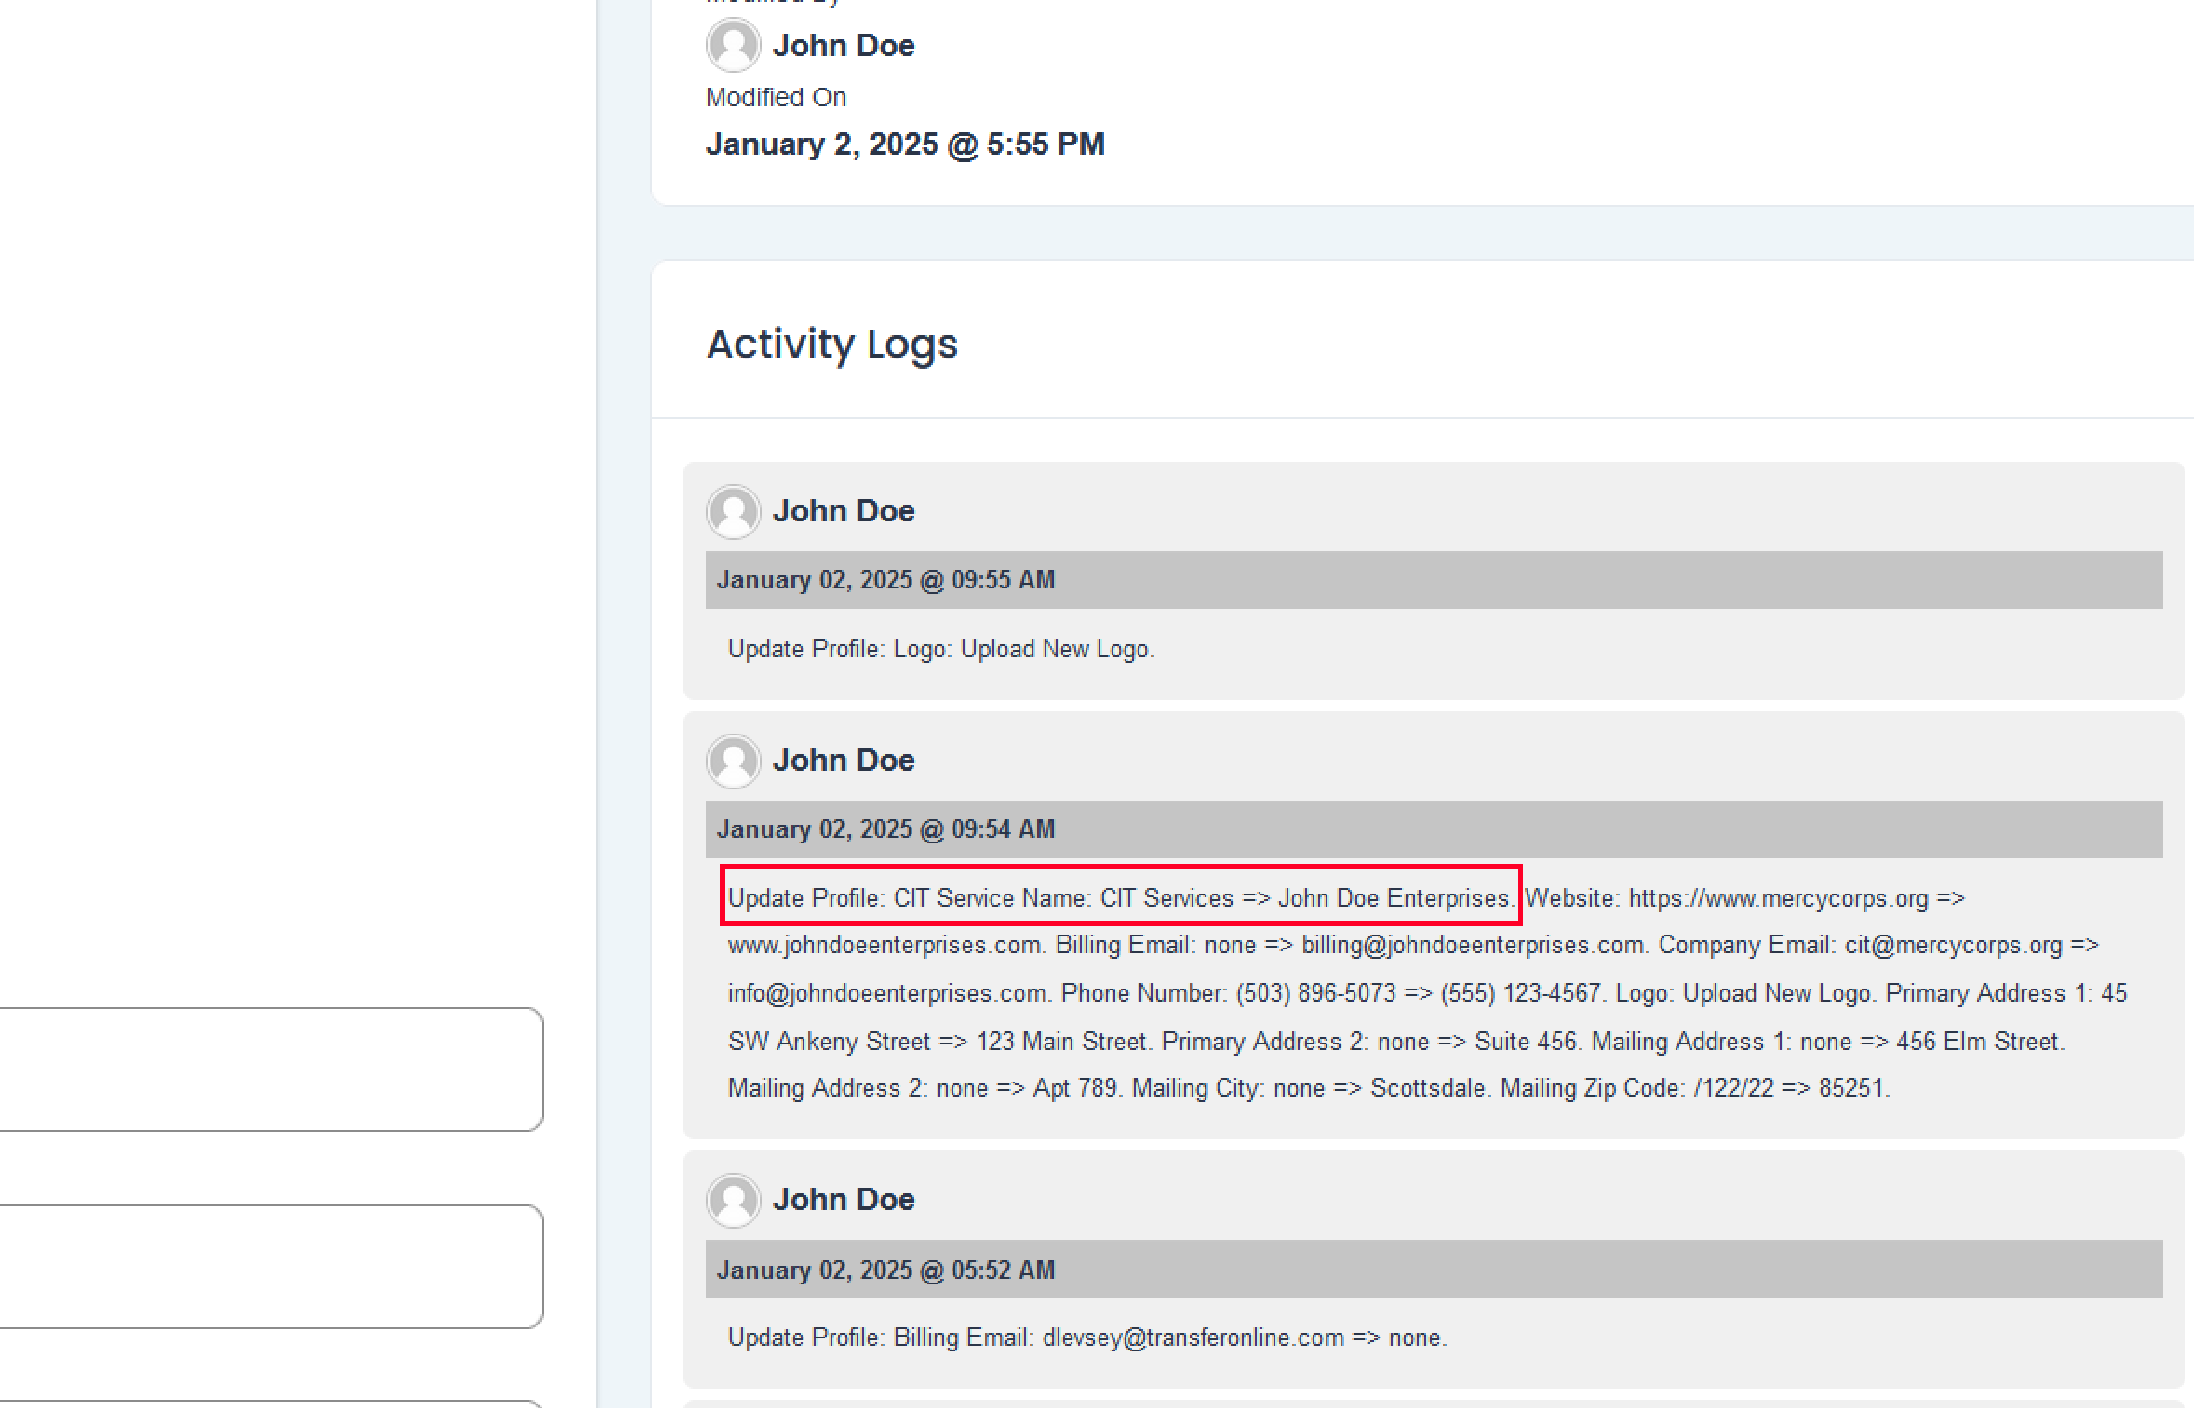 Modified By
John Doe
Modified On
January 2, 2025 @ 5:55 PM
Activity Logs
John Doe
January 02, 2025 @ 09:55 AM
Update Profile: Logo: Upload New Logo.
John Doe
January 02, 2025 @ 09:54 AM
Update Profile: CIT Service Name: CIT Services => John Doe Enterprises. Website: https://www.mercycorps.org =>
www.johndoeenterprises.com. Billing Email: none => billing@johndoeenterprises.com. Company Email: cit@mercycorps.org =>
info@johndoeenterprises.com. Phone Number: (503) 896-5073 => (555) 123-4567. Logo: Upload New Logo. Primary Address 1: 45
SW Ankeny Street => 123 Main Street. Primary Address 2: none => Suite 456. Mailing Address 1: none => 456 Elm Street.
Mailing Address 2: none => Apt 789. Mailing City: none => Scottsdale. Mailing Zip Code: /122/22 => 85251.
John Doe
January 02, 2025 @ 05:52 AM
Update Profile: Billing Email: dlevsey@transferonline.com => none.